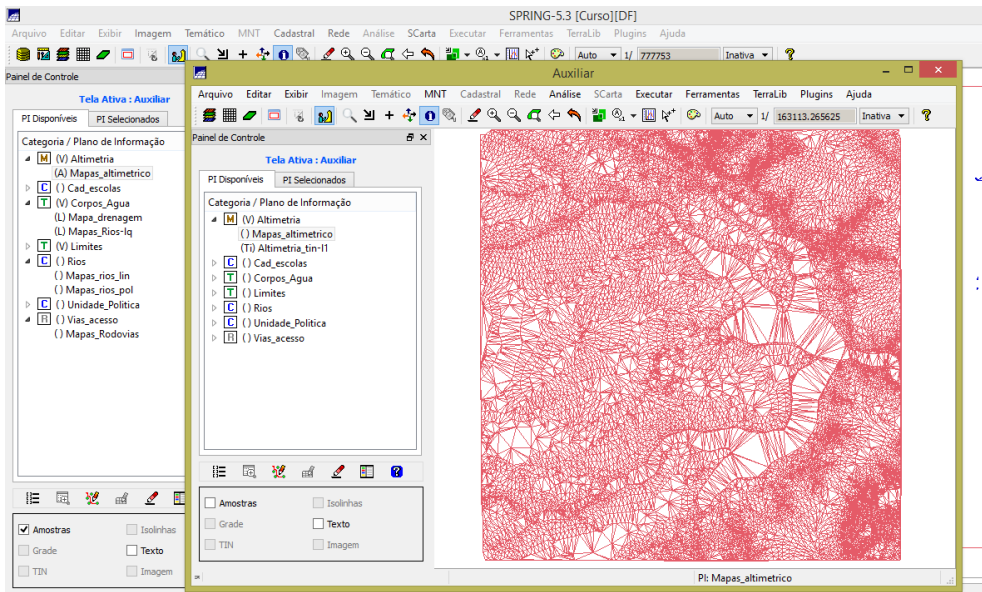 SPRING-5.3 [Curso][DF]
Arquivo Editar Exibir Imagem Temático MNT Cadastral Rede Análise SCarta Executar Ferramentas TerraLib Plugins Ajuda
Auto 1/ 777753 Inativa
Painel de Controle
Tela Ativa : Auxiliar
PI Disponíveis PI Selecionados
Categoria / Plano de Informação
M (V) Altimetria
(A) Mapas_altimetrico
C () Cad_escolas
T (V) Corpos_Agua
(L) Mapa_drenagem
(L) Mapas_Rios-lq
T (V) Limites
C () Rios
() Mapas_rios_lin
() Mapas_rios_pol
C () Unidade_Politica
R () Vias_acesso
() Mapas_Rodovias
Amostras Isolinhas
Grade Texto
TIN Imagem
Auxiliar
Arquivo Editar Exibir Imagem Temático MNT Cadastral Rede Análise SCarta Executar Ferramentas TerraLib Plugins Ajuda
Auto 1/ 163113.265625 Inativa
Painel de Controle
Tela Ativa : Auxiliar
PI Disponíveis PI Selecionados
Categoria / Plano de Informação
M (V) Altimetria
() Mapas_altimetrico
(Ti) Altimetria_tin-l1
C () Cad_escolas
T () Corpos_Agua
T () Limites
C () Rios
C () Unidade_Politica
R () Vias_acesso
Amostras Isolinhas
Grade Texto
TIN Imagem
PI: Mapas_altimetrico